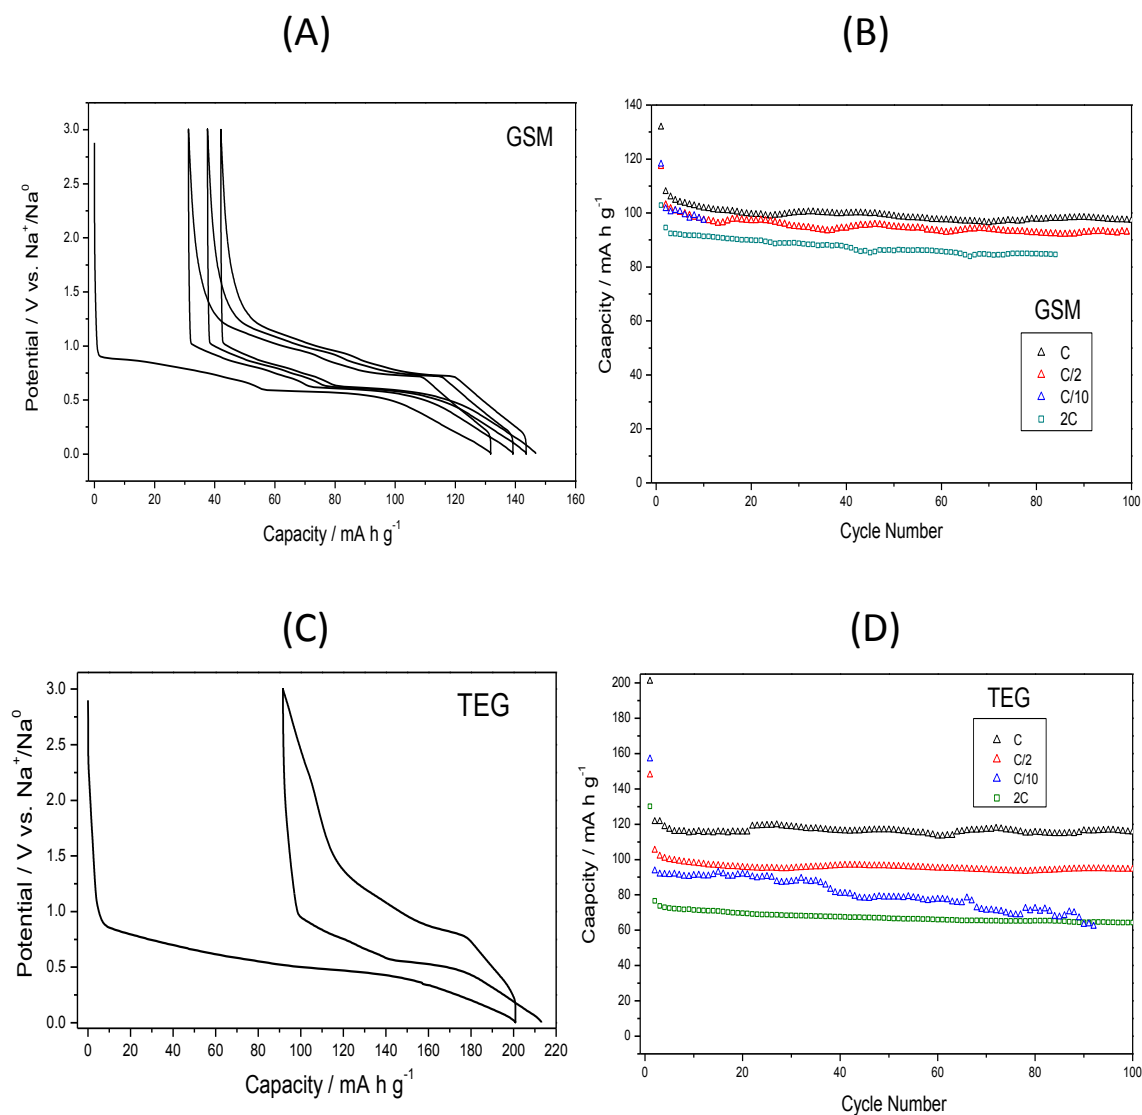 (A)
GSM
Potential / V vs. Na⁺/Na⁰
3.0
2.5
2.0
1.5
1.0
0.5
0.0
0 20 40 60 80 100 120 140 160
Capacity / mA h g⁻¹
(B)
Caapcity / mA h g⁻¹
140
120
100
80
60
40
20
0
GSM
C
C/2
C/10
2C
0 20 40 60 80 100
Cycle Number
(C)
TEG
Potential / V vs. Na⁺/Na⁰
3.0
2.5
2.0
1.5
1.0
0.5
0.0
0 20 40 60 80 100 120 140 160 180 200 220
Capacity / mA h g⁻¹
(D)
Caapcity / mA h g⁻¹
200
180
160
140
120
100
80
60
40
20
0
TEG
C
C/2
C/10
2C
0 20 40 60 80 100
Cycle Number